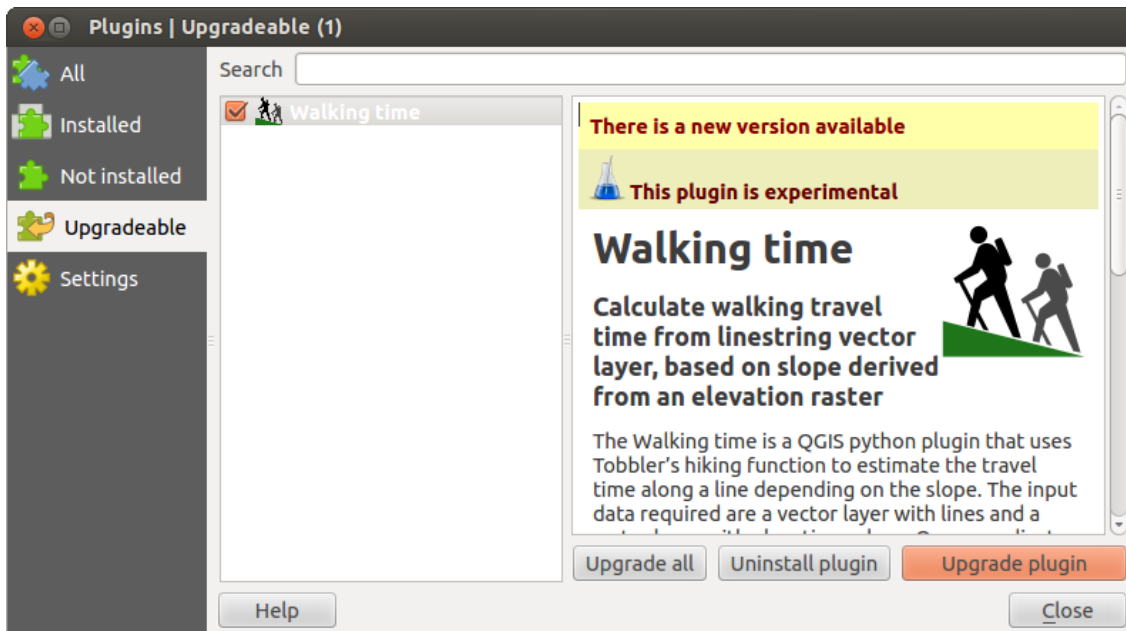 Plugins | Upgradeable (1)
All
Installed
Not installed
Upgradeable
Settings
Search
Walking time
There is a new version available
This plugin is experimental
Walking time
Calculate walking travel
time from linestring vector
layer, based on slope derived
from an elevation raster
The Walking time is a QGIS python plugin that uses
Tobbler's hiking function to estimate the travel
time along a line depending on the slope. The input
data required are a vector layer with lines and a
Upgrade all
Uninstall plugin
Upgrade plugin
Help
Close